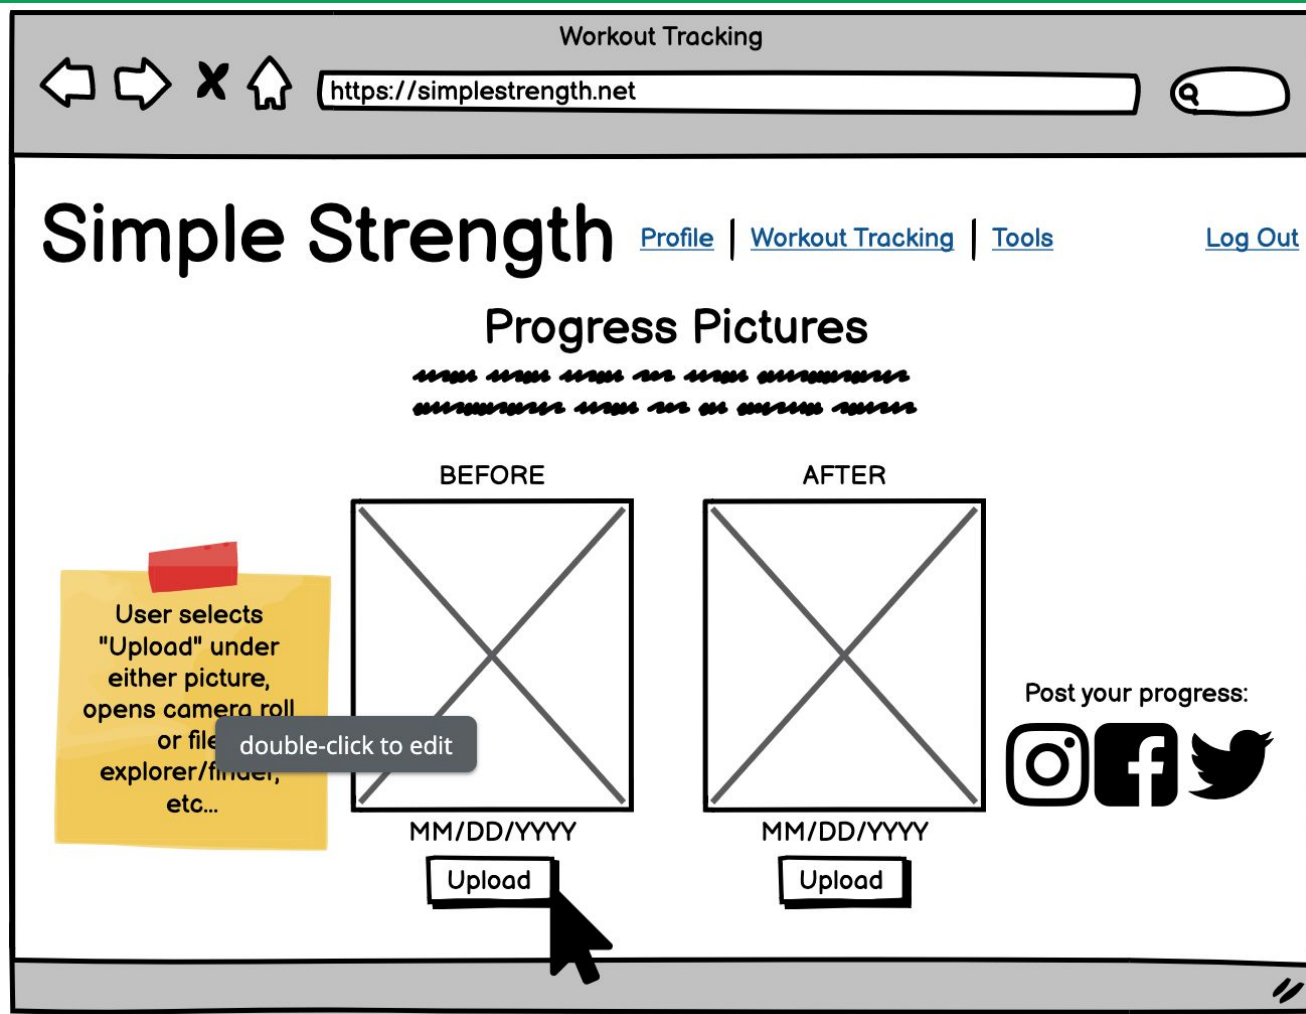 Workout Tracking
https://simplestrength.net
Simple Strength
Profile | Workout Tracking | Tools
Log Out
Progress Pictures
BEFORE
AFTER
User selects
"Upload" under
either picture,
opens camera roll
or file
explorer/finder,
etc...
double-click to edit
Post your progress:
MM/DD/YYYY
MM/DD/YYYY
Upload
Upload